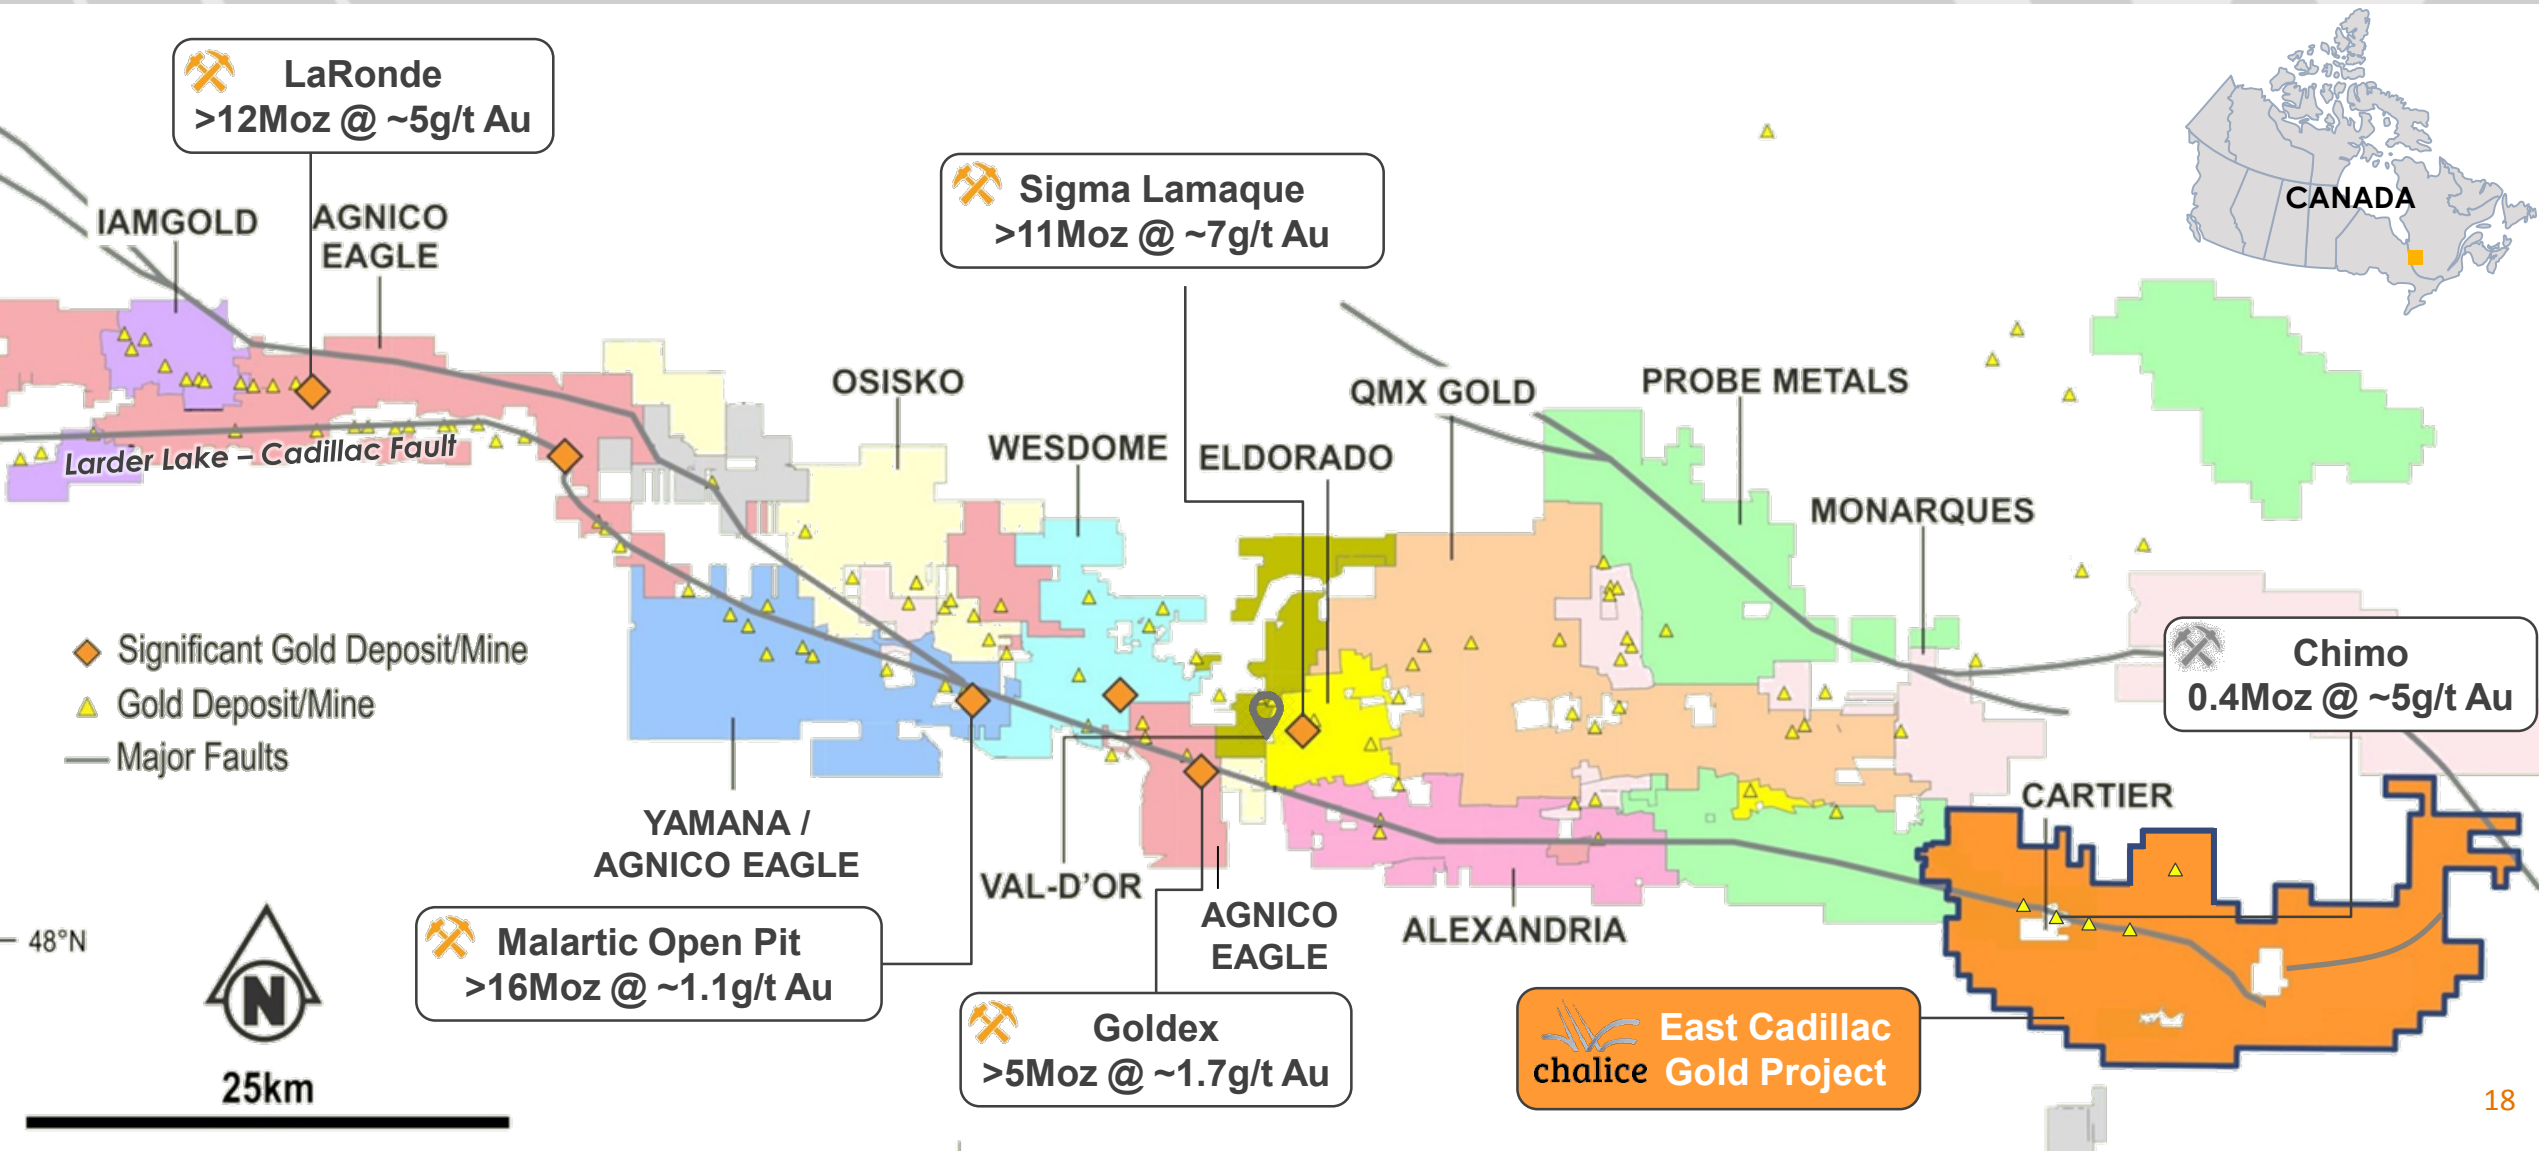 LaRonde
>12Moz @ ~5g/t Au
Sigma Lamaque
>11Moz @ ~7g/t Au
CANADA
IAMGOLD
AGNICO
EAGLE
OSISKO
WESDOME
ELDORADO
QMX GOLD
PROBE METALS
MONARQUES
Larder Lake – Cadillac Fault
Significant Gold Deposit/Mine
Gold Deposit/Mine
Major Faults
Chimo
0.4Moz @ ~5g/t Au
CARTIER
YAMANA /
AGNICO EAGLE
VAL-D'OR
AGNICO
EAGLE
ALEXANDRIA
48°N
N
25km
Malartic Open Pit
>16Moz @ ~1.1g/t Au
Goldex
>5Moz @ ~1.7g/t Au
chalice
East Cadillac
Gold Project
18